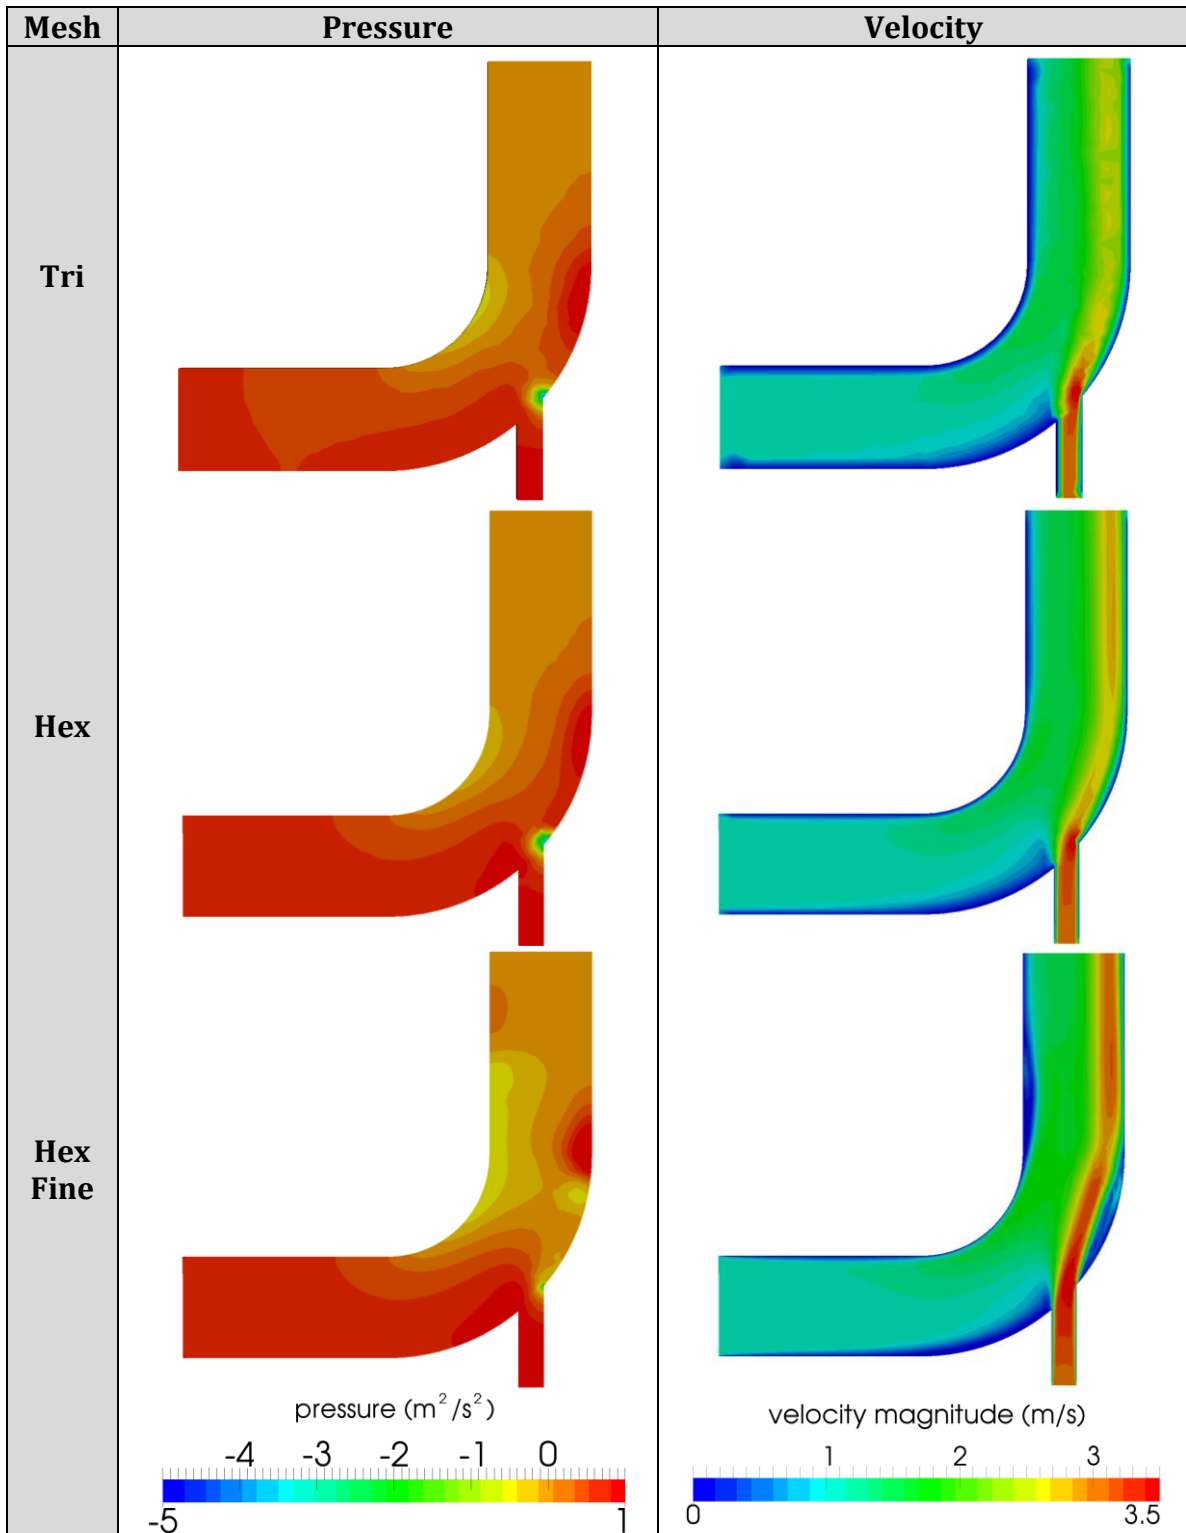 Mesh Pressure Velocity
Tri
Hex
Hex
Fine
pressure (m²/s²)
-4 -3 -2 -1 0
-5 1
velocity magnitude (m/s)
1 2 3
0 3.5